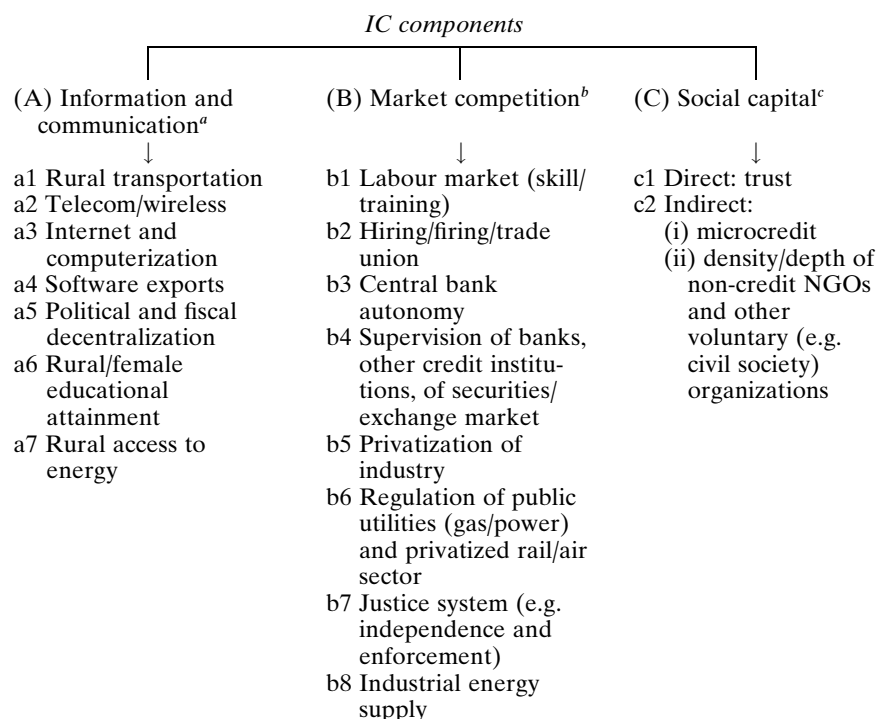 IC components
(A) Information and
communicationᵃ
↓
a1 Rural transportation
a2 Telecom/wireless
a3 Internet and
computerization
a4 Software exports
a5 Political and fiscal
decentralization
a6 Rural/female
educational
attainment
a7 Rural access to
energy
(B) Market competitionᵇ
↓
b1 Labour market (skill/
training)
b2 Hiring/firing/trade
union
b3 Central bank
autonomy
b4 Supervision of banks,
other credit institu-
tions, of securities/
exchange market
b5 Privatization of
industry
b6 Regulation of public
utilities (gas/power)
and privatized rail/air
sector
b7 Justice system (e.g.
independence and
enforcement)
b8 Industrial energy
supply
(C) Social capitalᶜ
↓
c1 Direct: trust
c2 Indirect:
(i) microcredit
(ii) density/depth of
non-credit NGOs
and other
voluntary (e.g.
civil society)
organizations